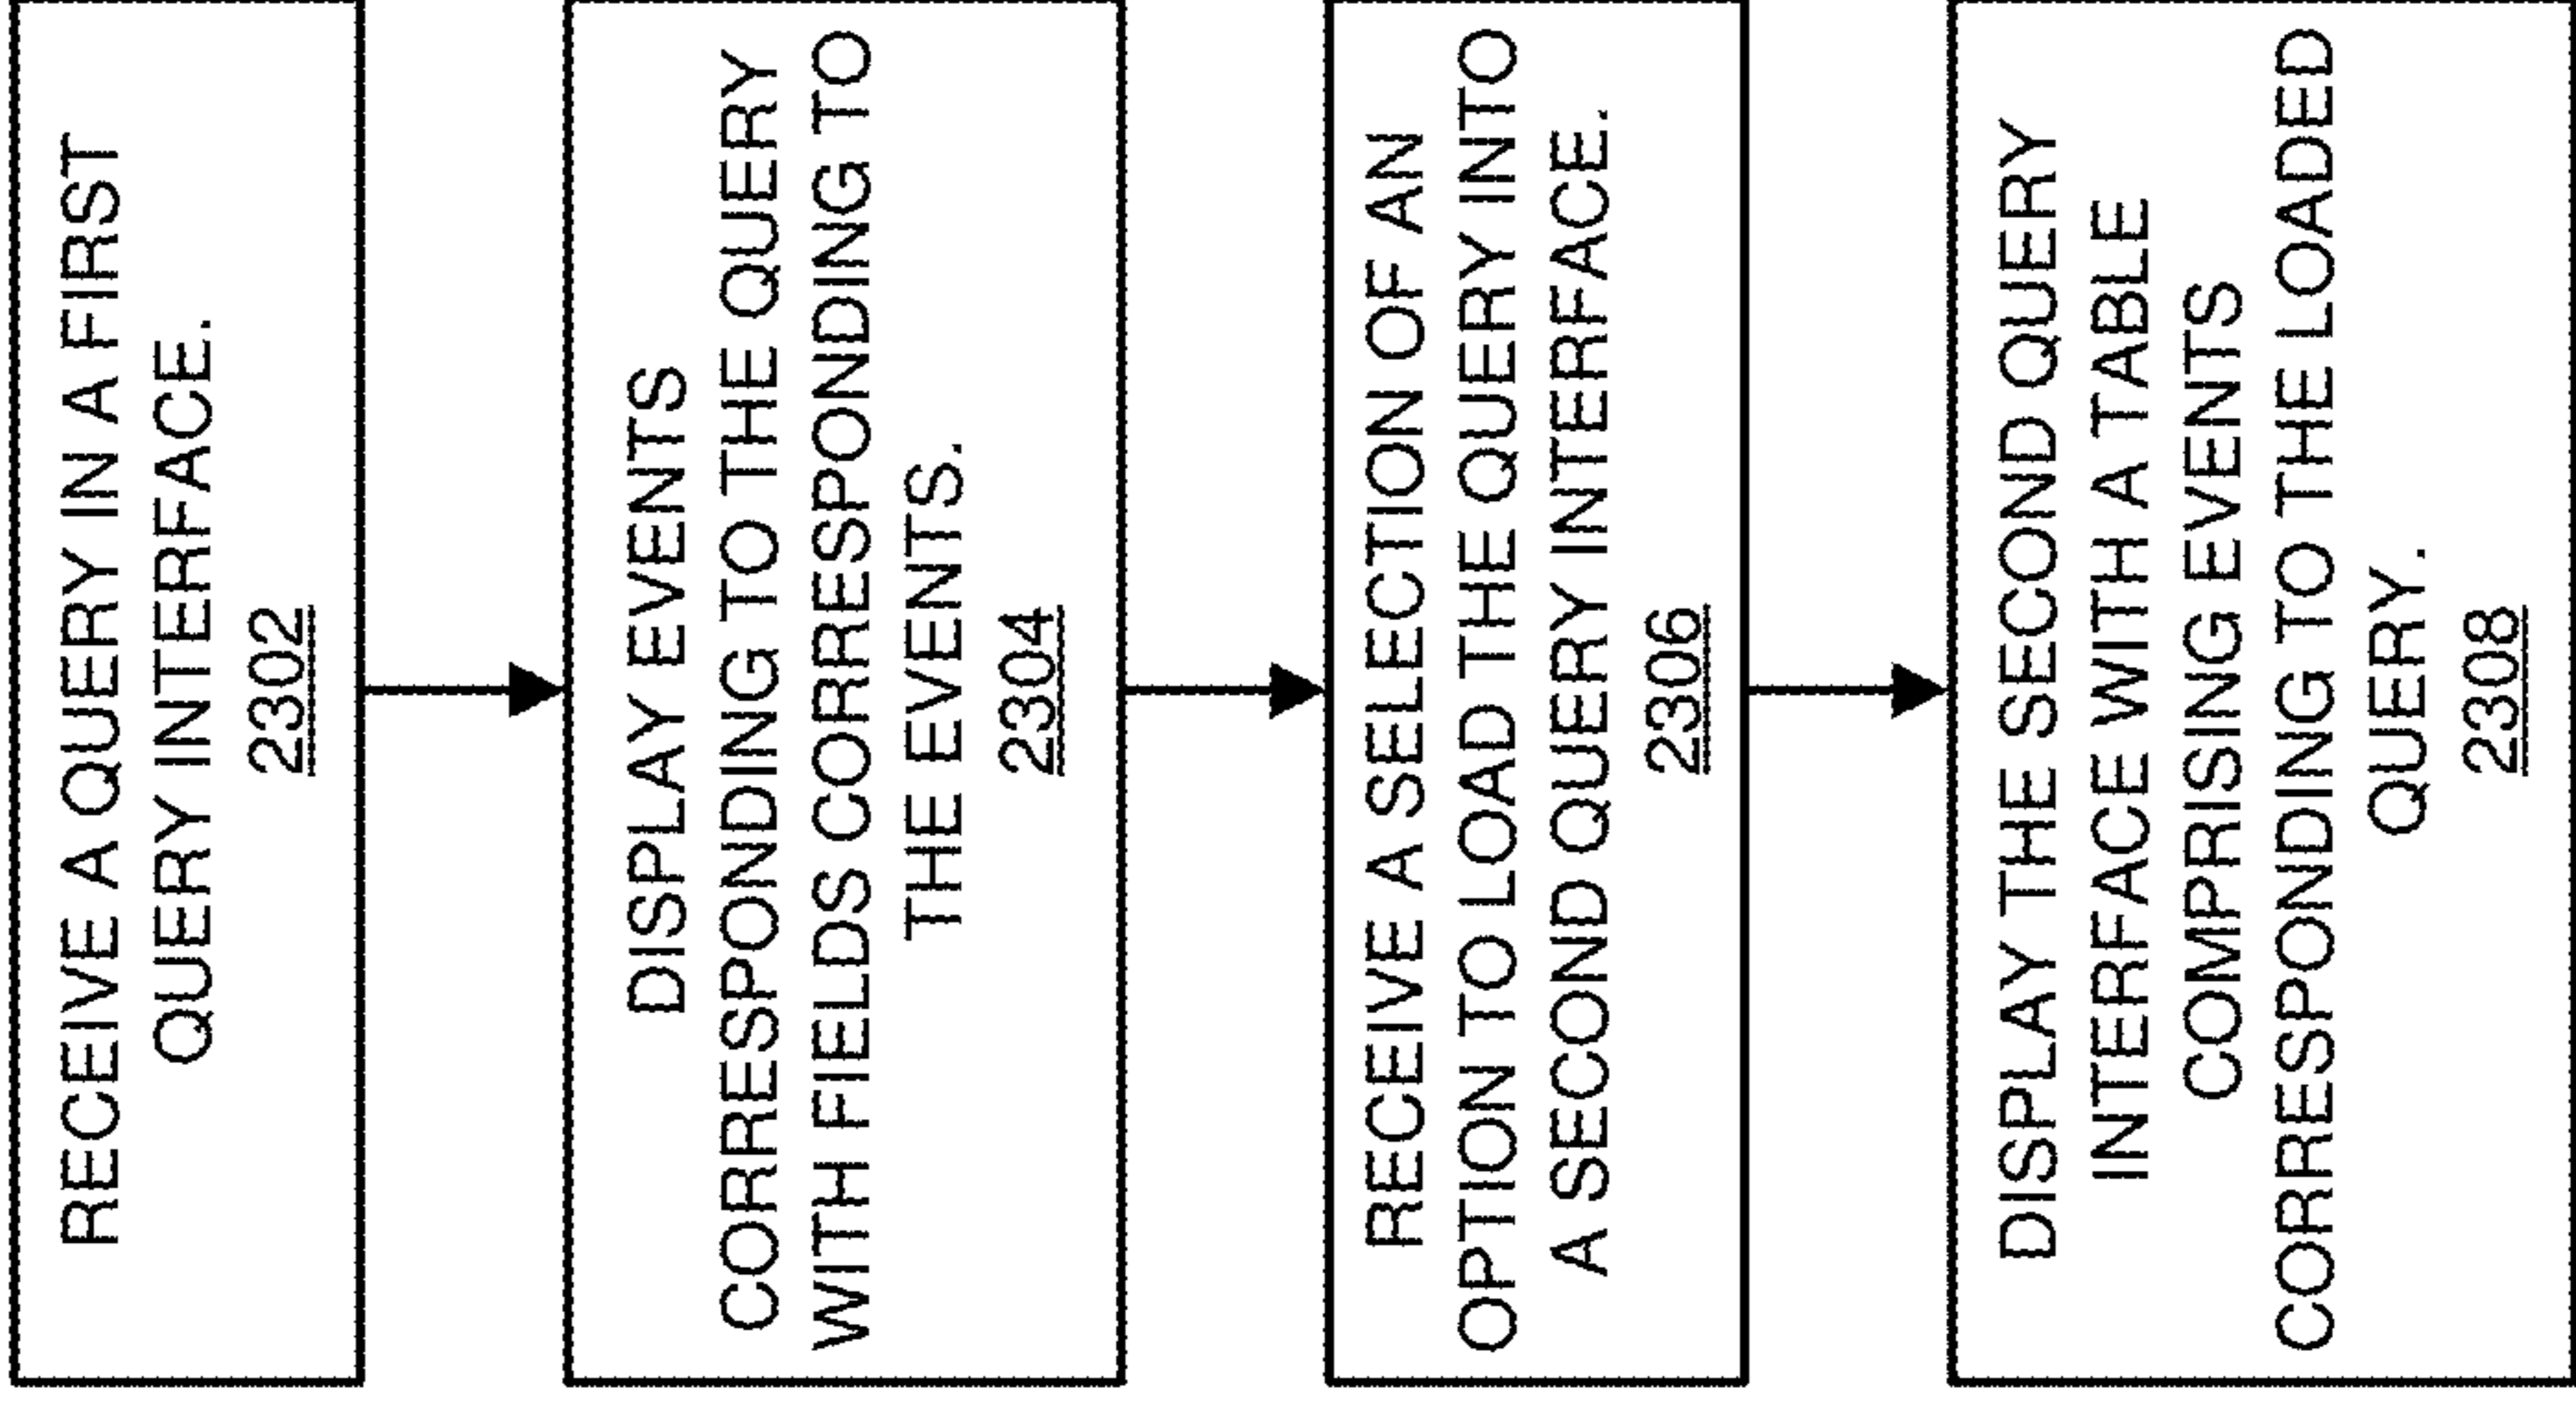 RECEIVE A QUERY IN A FIRST
QUERY INTERFACE.
2302
DISPLAY EVENTS
CORRESPONDING TO THE QUERY
WITH FIELDS CORRESPONDING TO
THE EVENTS.
2304
RECEIVE A SELECTION OF AN
OPTION TO LOAD THE QUERY INTO
A SECOND QUERY INTERFACE.
2306
DISPLAY THE SECOND QUERY
INTERFACE WITH A TABLE
COMPRISING EVENTS
CORRESPONDING TO THE LOADED
QUERY.
2308